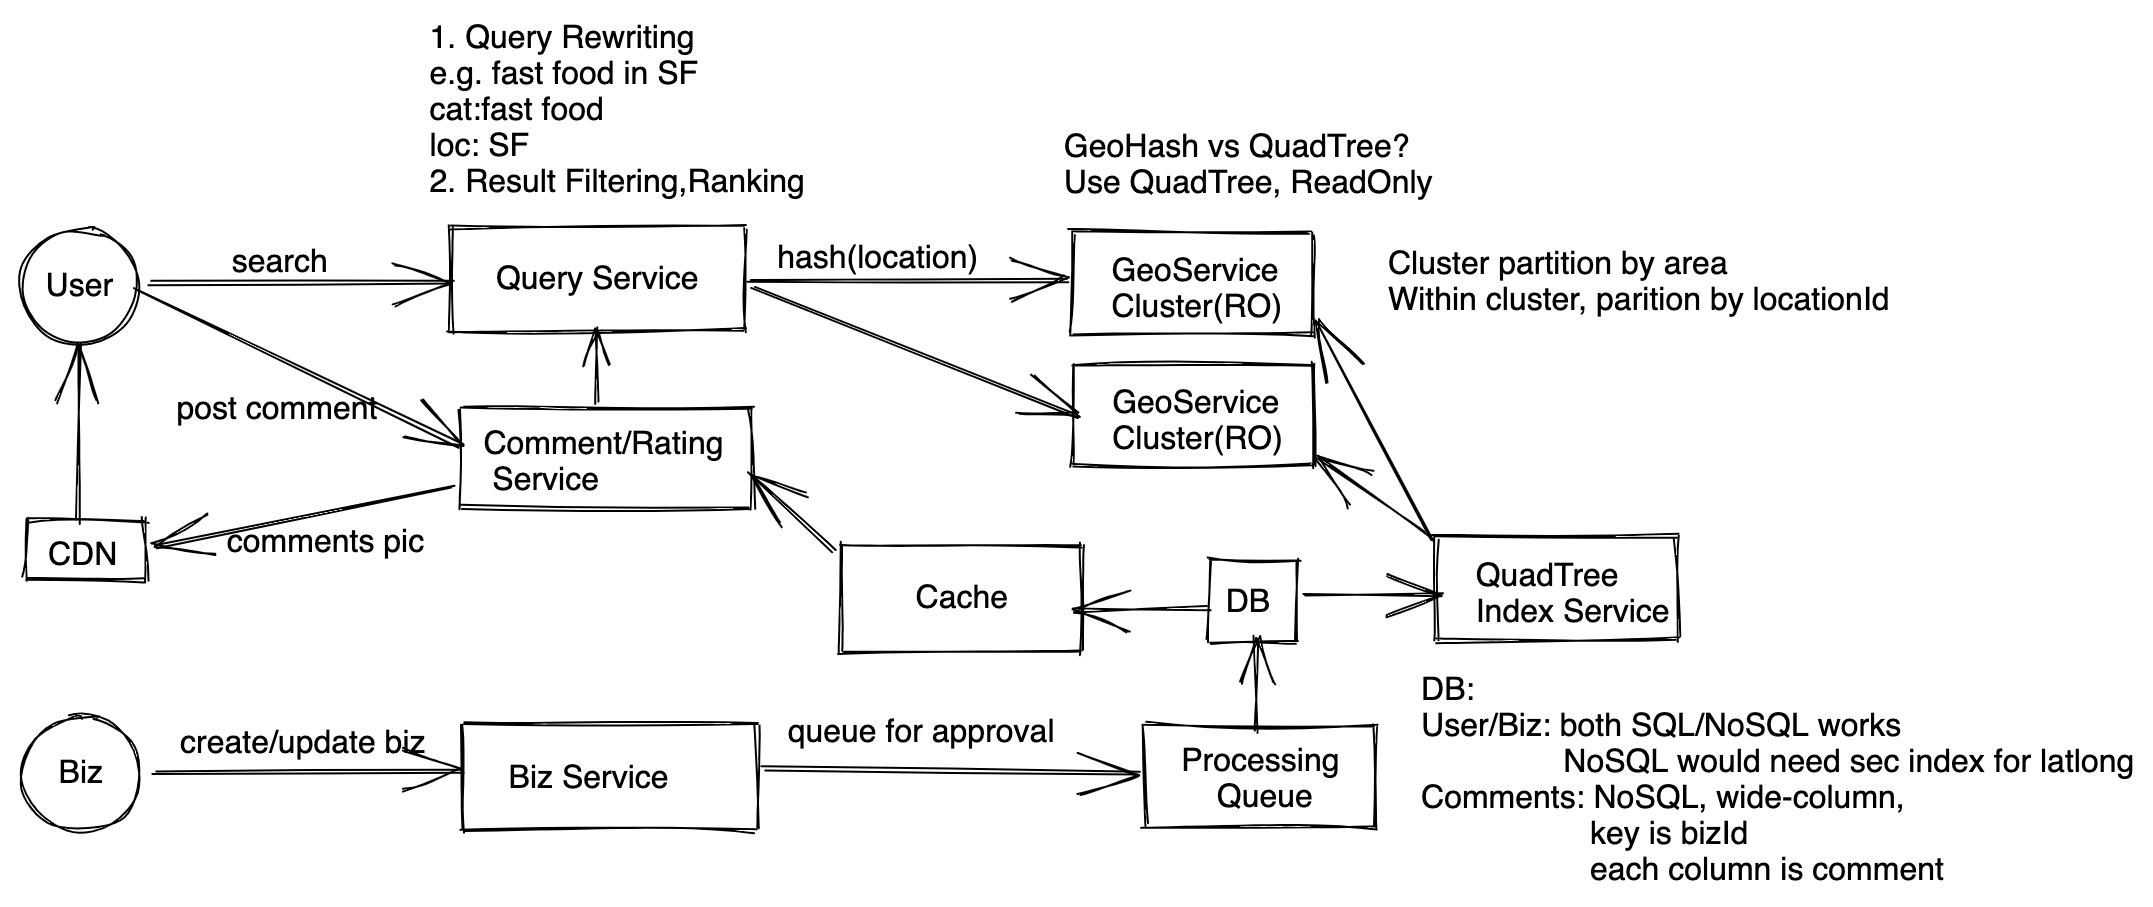 1. Query Rewriting
e.g. fast food in SF
cat:fast food
loc: SF
2. Result Filtering,Ranking
GeoHash vs QuadTree?
Use QuadTree, ReadOnly
User
search
Query Service
hash(location)
GeoService
Cluster(RO)
Cluster partition by area
Within cluster, parition by locationId
post comment
GeoService
Cluster(RO)
Comment/Rating
Service
CDN
comments pic
Cache
DB
QuadTree
Index Service
Biz
create/update biz
Biz Service
queue for approval
Processing
Queue
DB:
User/Biz: both SQL/NoSQL works
NoSQL would need sec index for latlong
Comments: NoSQL, wide-column,
key is bizId
each column is comment